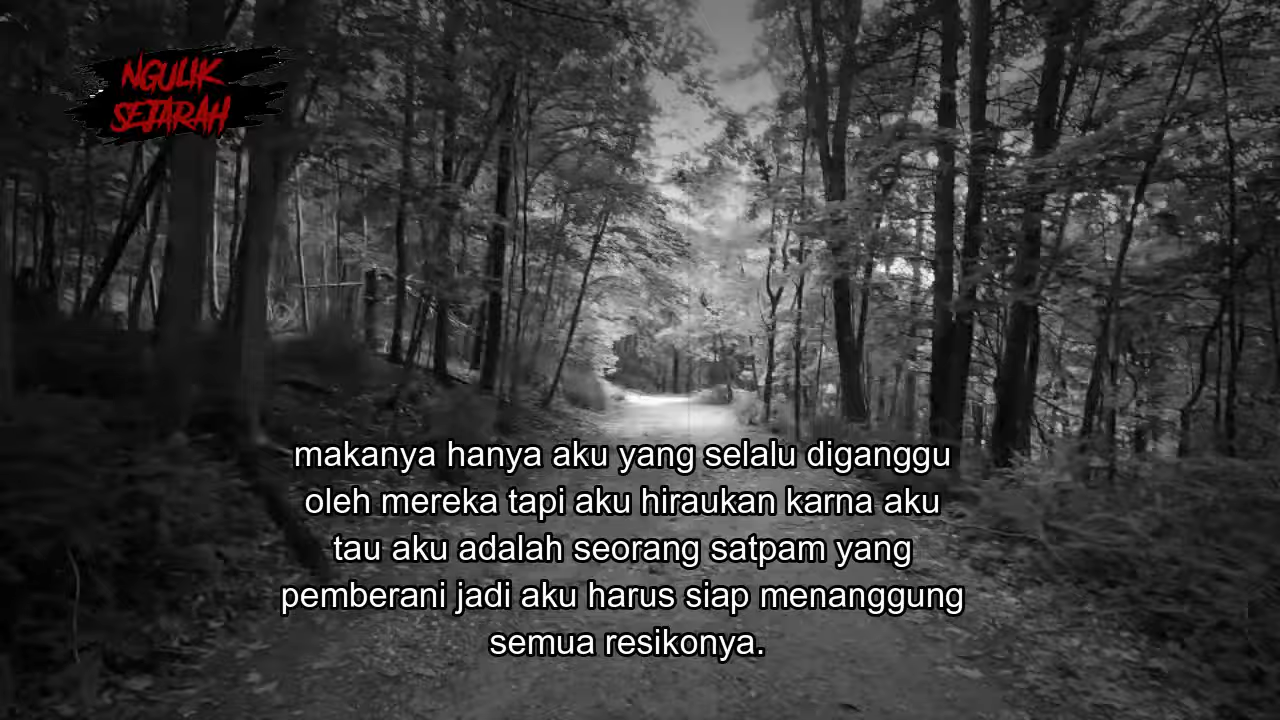 NGULIK
SEJARAH
makanya hanya aku yang selalu diganggu
oleh mereka tapi aku hiraukan karna aku
tau aku adalah seorang satpam yang
pemberani jadi aku harus siap menanggung
semua resikonya.